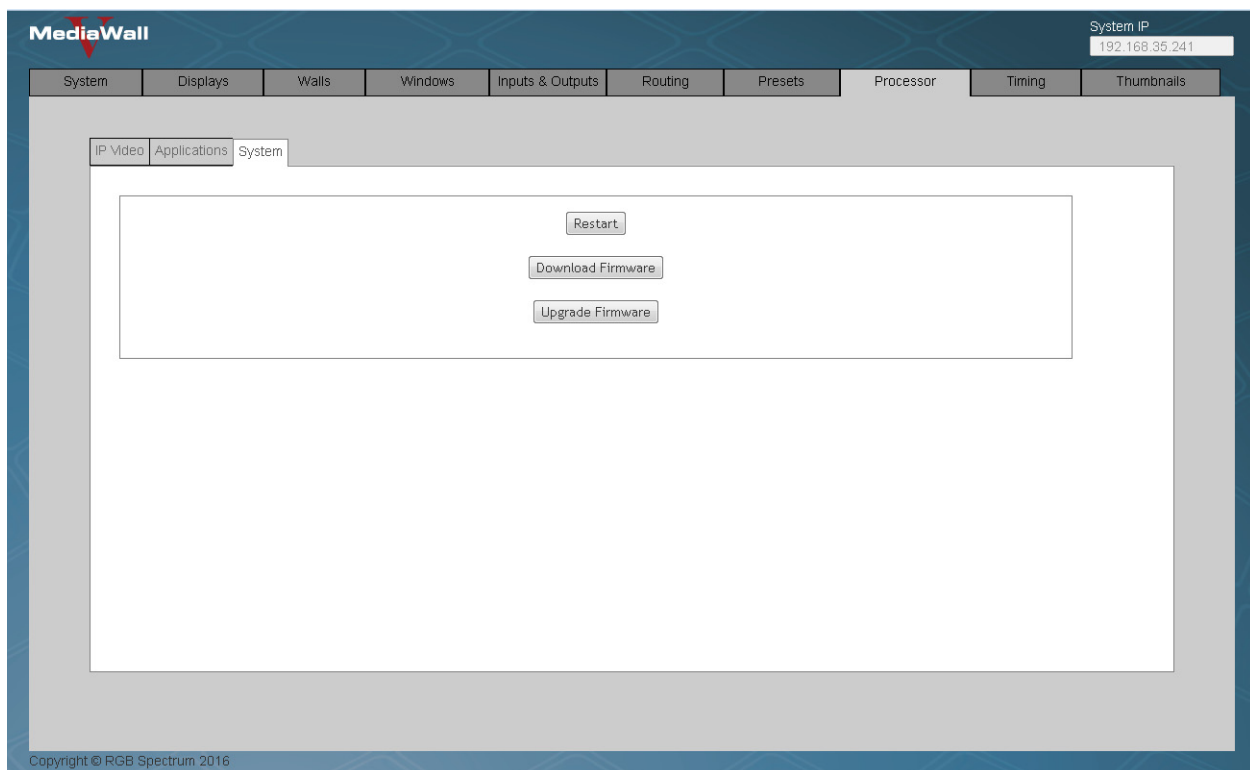 MediaWall V
System IP
192.168.35.241
System Displays Walls Windows Inputs & Outputs Routing Presets Processor Timing Thumbnails
IP Video Applications System
Restart
Download Firmware
Upgrade Firmware
Copyright © RGB Spectrum 2016